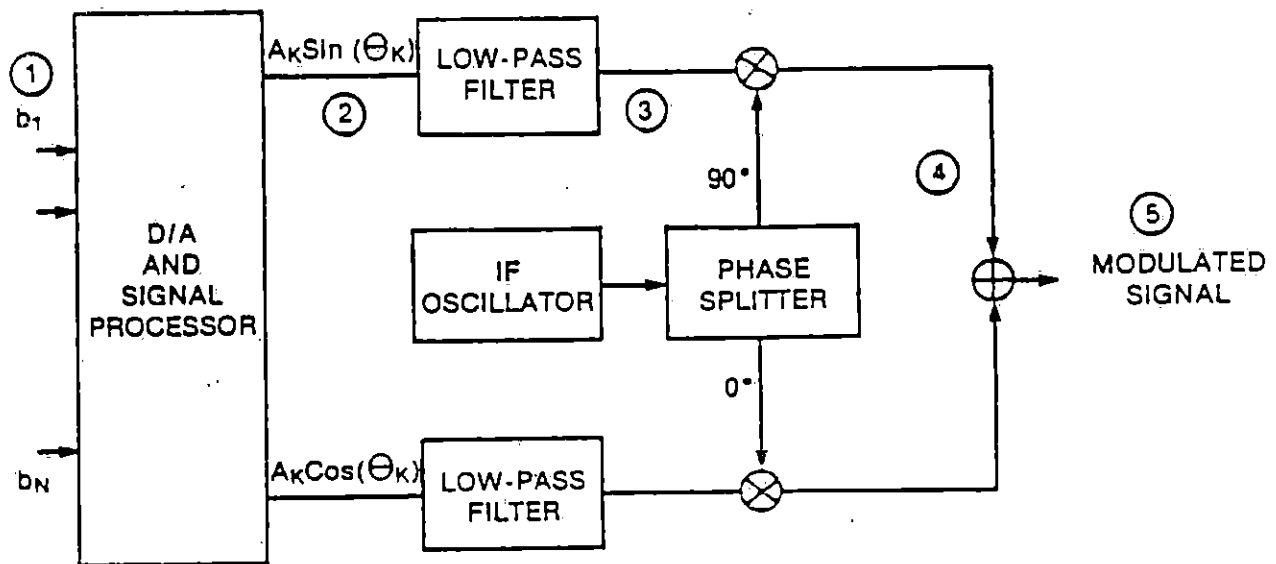 ①
b₁
bN
D/A
AND
SIGNAL
PROCESSOR
AKSin (ΘK)
②
LOW-PASS
FILTER
③
90°
④
IF
OSCILLATOR
PHASE
SPLITTER
⑤
MODULATED
SIGNAL
0°
AKCos(ΘK)
LOW-PASS
FILTER